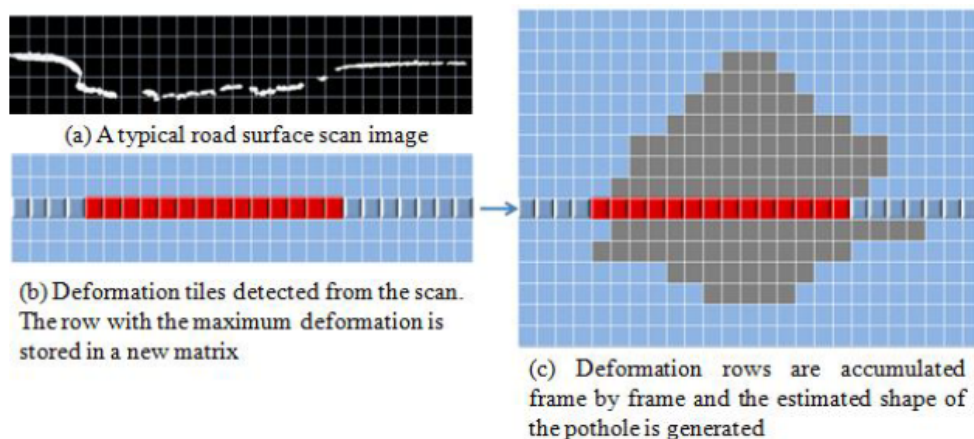 (a) A typical road surface scan image
(b) Deformation tiles detected from the scan.
The row with the maximum deformation is
stored in a new matrix
(c) Deformation rows are accumulated
frame by frame and the estimated shape of
the pothole is generated